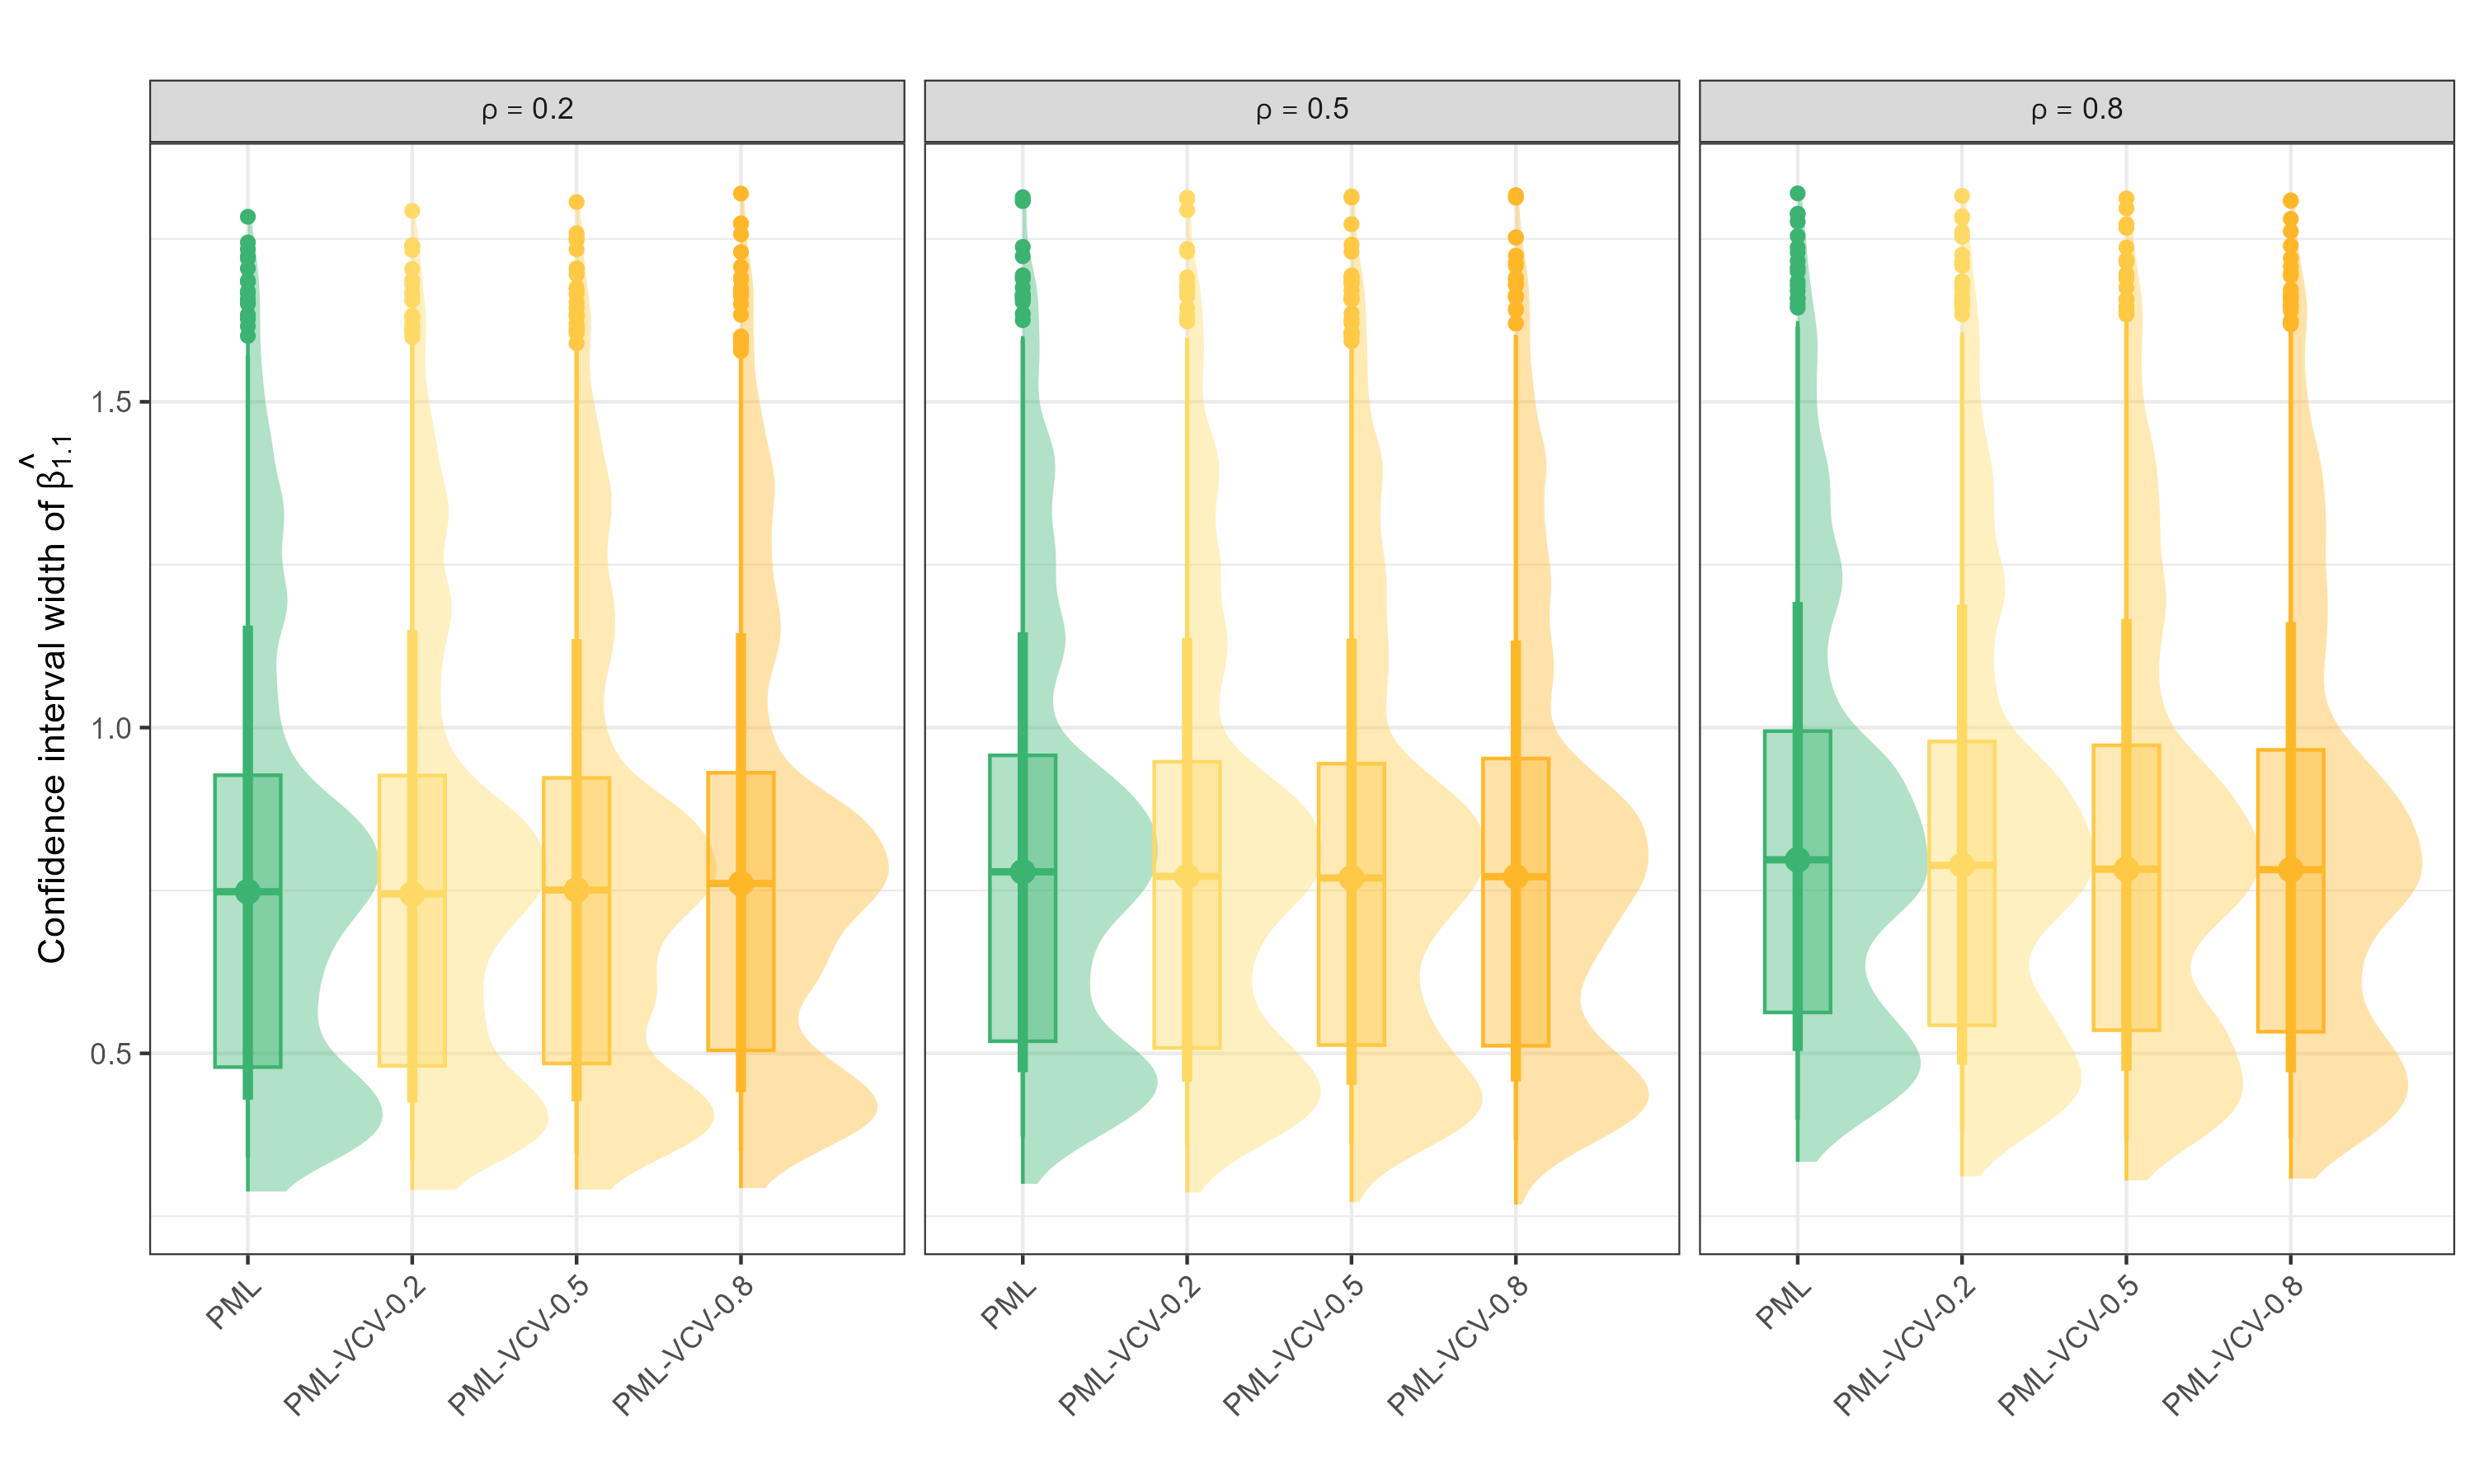 ρ = 0.2
ρ = 0.5
ρ = 0.8
Confidence interval width of β̂1.1
1.5
1.0
0.5
PML
PML-VCV-0.2
PML-VCV-0.5
PML-VCV-0.8
PML
PML-VCV-0.2
PML-VCV-0.5
PML-VCV-0.8
PML
PML-VCV-0.2
PML-VCV-0.5
PML-VCV-0.8